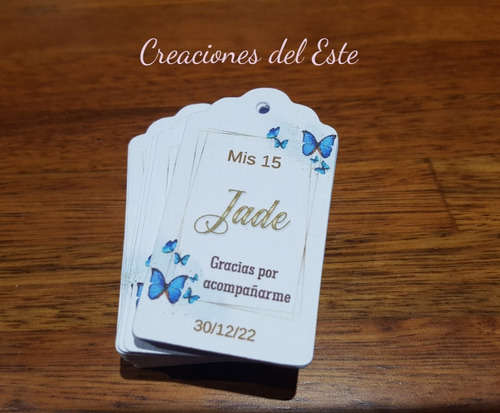 Creaciones del Este
Mis 15
Jade
Gracias por
acompañarme
30/12/22